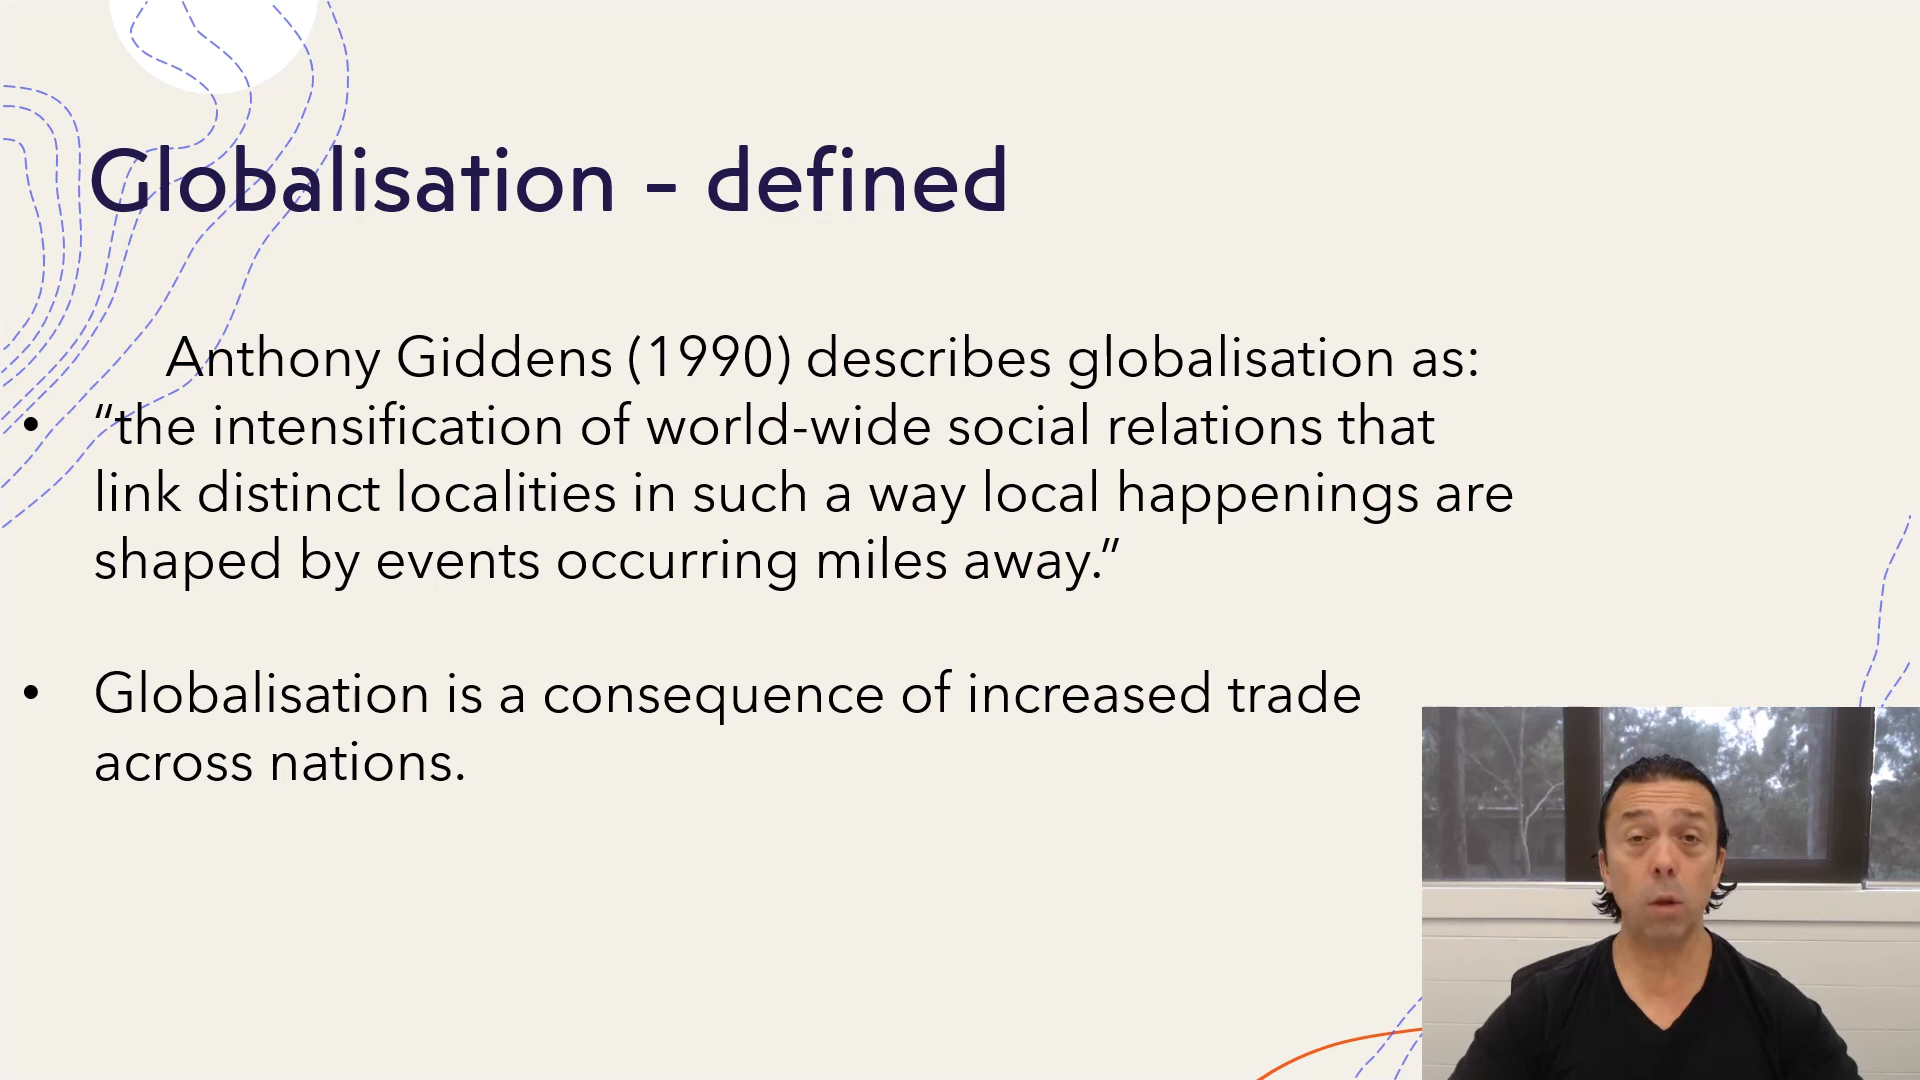 Globalisation - defined
Anthony Giddens (1990) describes globalisation as:
• “the intensification of world-wide social relations that
link distinct localities in such a way local happenings are
shaped by events occurring miles away.”
• Globalisation is a consequence of increased trade
across nations.